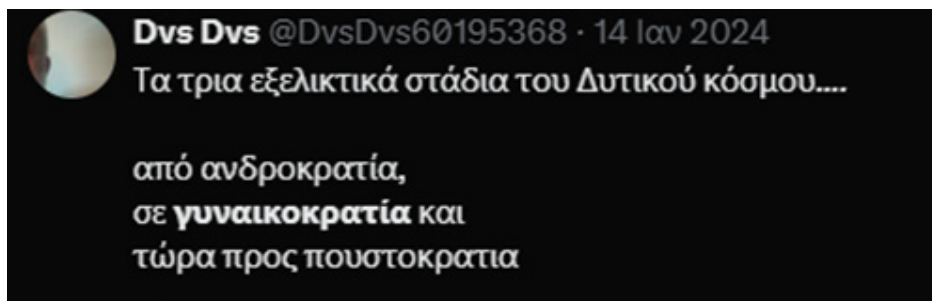 Dvs Dvs @DvsDvs60195368 · 14 Ιαν 2024
Τα τρια εξελικτικά στάδια του Δυτικού κόσμου....
από ανδροκρατία,
σε γυναικοκρατία και
τώρα προς πουστοκρατια